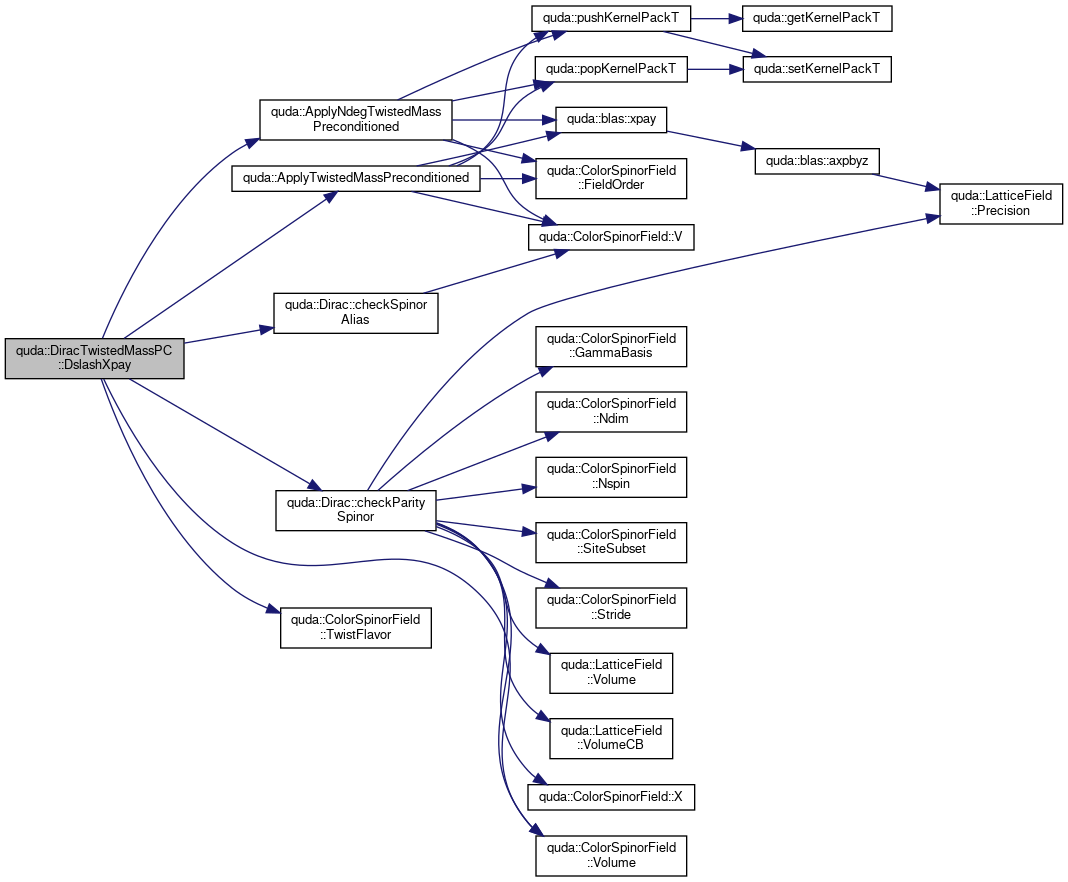 quda::DiracTwistedMassPC
::DslashXpay
quda::ApplyNdegTwistedMass
Preconditioned
quda::ApplyTwistedMassPreconditioned
quda::Dirac::checkSpinor
Alias
quda::Dirac::checkParity
Spinor
quda::ColorSpinorField
::TwistFlavor
quda::pushKernelPackT
quda::popKernelPackT
quda::blas::xpay
quda::ColorSpinorField
::FieldOrder
quda::ColorSpinorField::V
quda::ColorSpinorField
::GammaBasis
quda::ColorSpinorField
::Ndim
quda::ColorSpinorField
::Nspin
quda::ColorSpinorField
::SiteSubset
quda::ColorSpinorField
::Stride
quda::LatticeField
::Volume
quda::LatticeField
::VolumeCB
quda::ColorSpinorField::X
quda::ColorSpinorField
::Volume
quda::getKernelPackT
quda::setKernelPackT
quda::blas::axpbyz
quda::LatticeField
::Precision